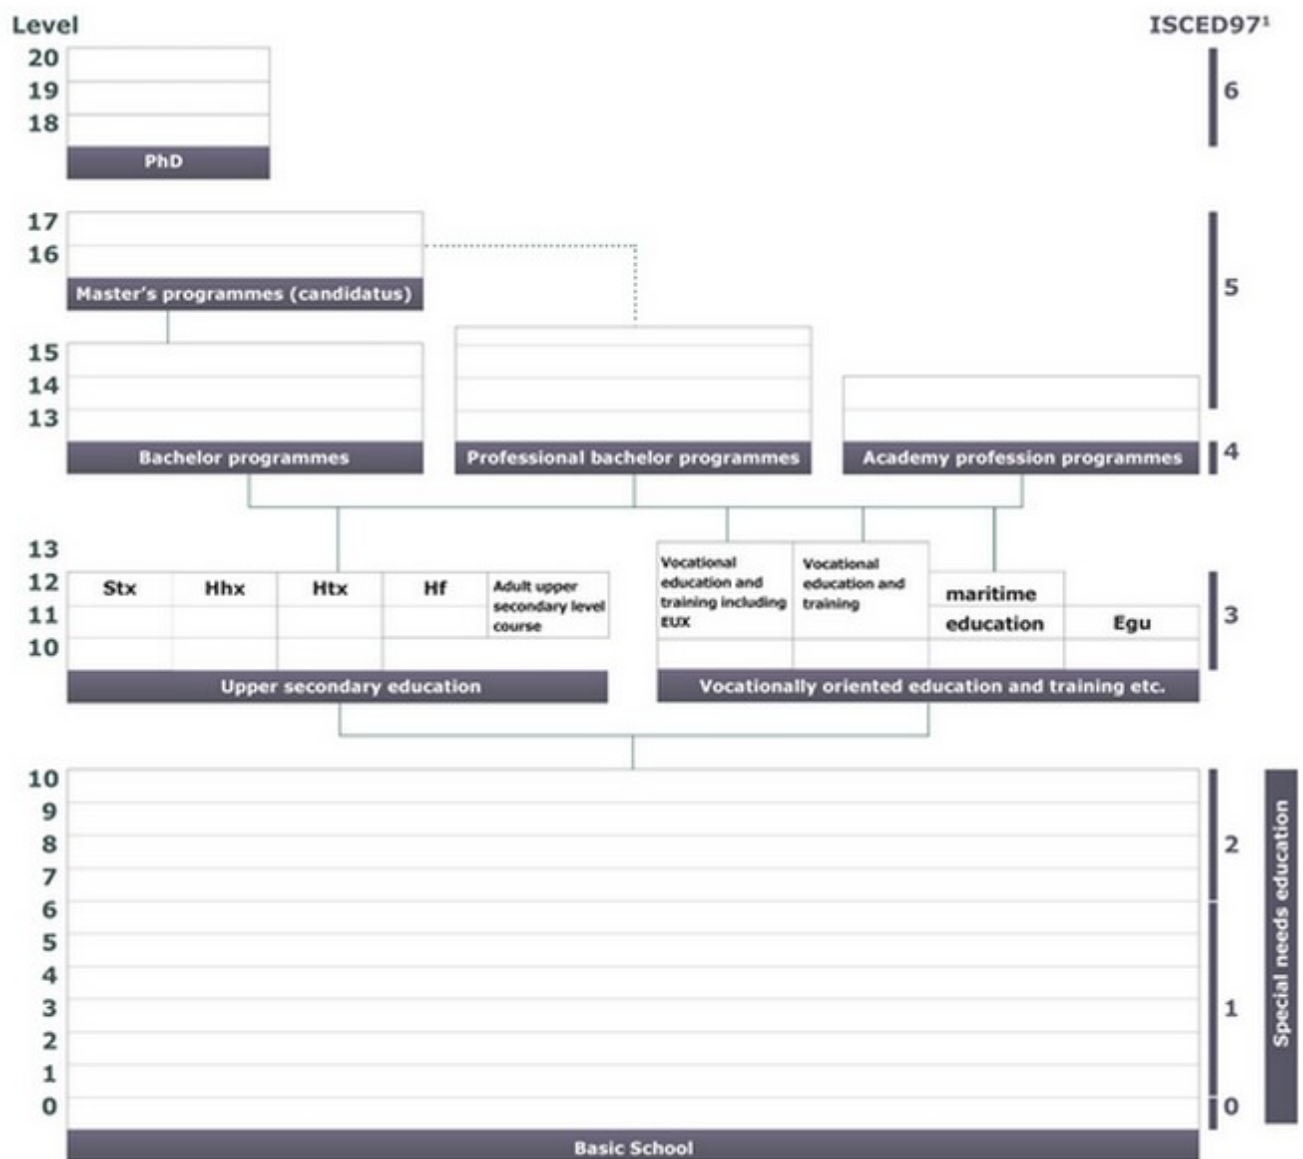 Level
ISCED97¹
20
19
18
6
PhD
17
16
5
Master's programmes (candidatus)
15
14
13
Bachelor programmes
Professional bachelor programmes
Academy profession programmes
4
13
12
11
10
Stx
Hhx
Htx
Hf
Adult upper
secondary level
course
Vocational
education and
training including
EUX
Vocational
education and
training
maritime
education
Egu
3
Upper secondary education
Vocationally oriented education and training etc.
10
9
8
7
6
5
4
3
2
1
0
2
1
0
Special needs education
Basic School